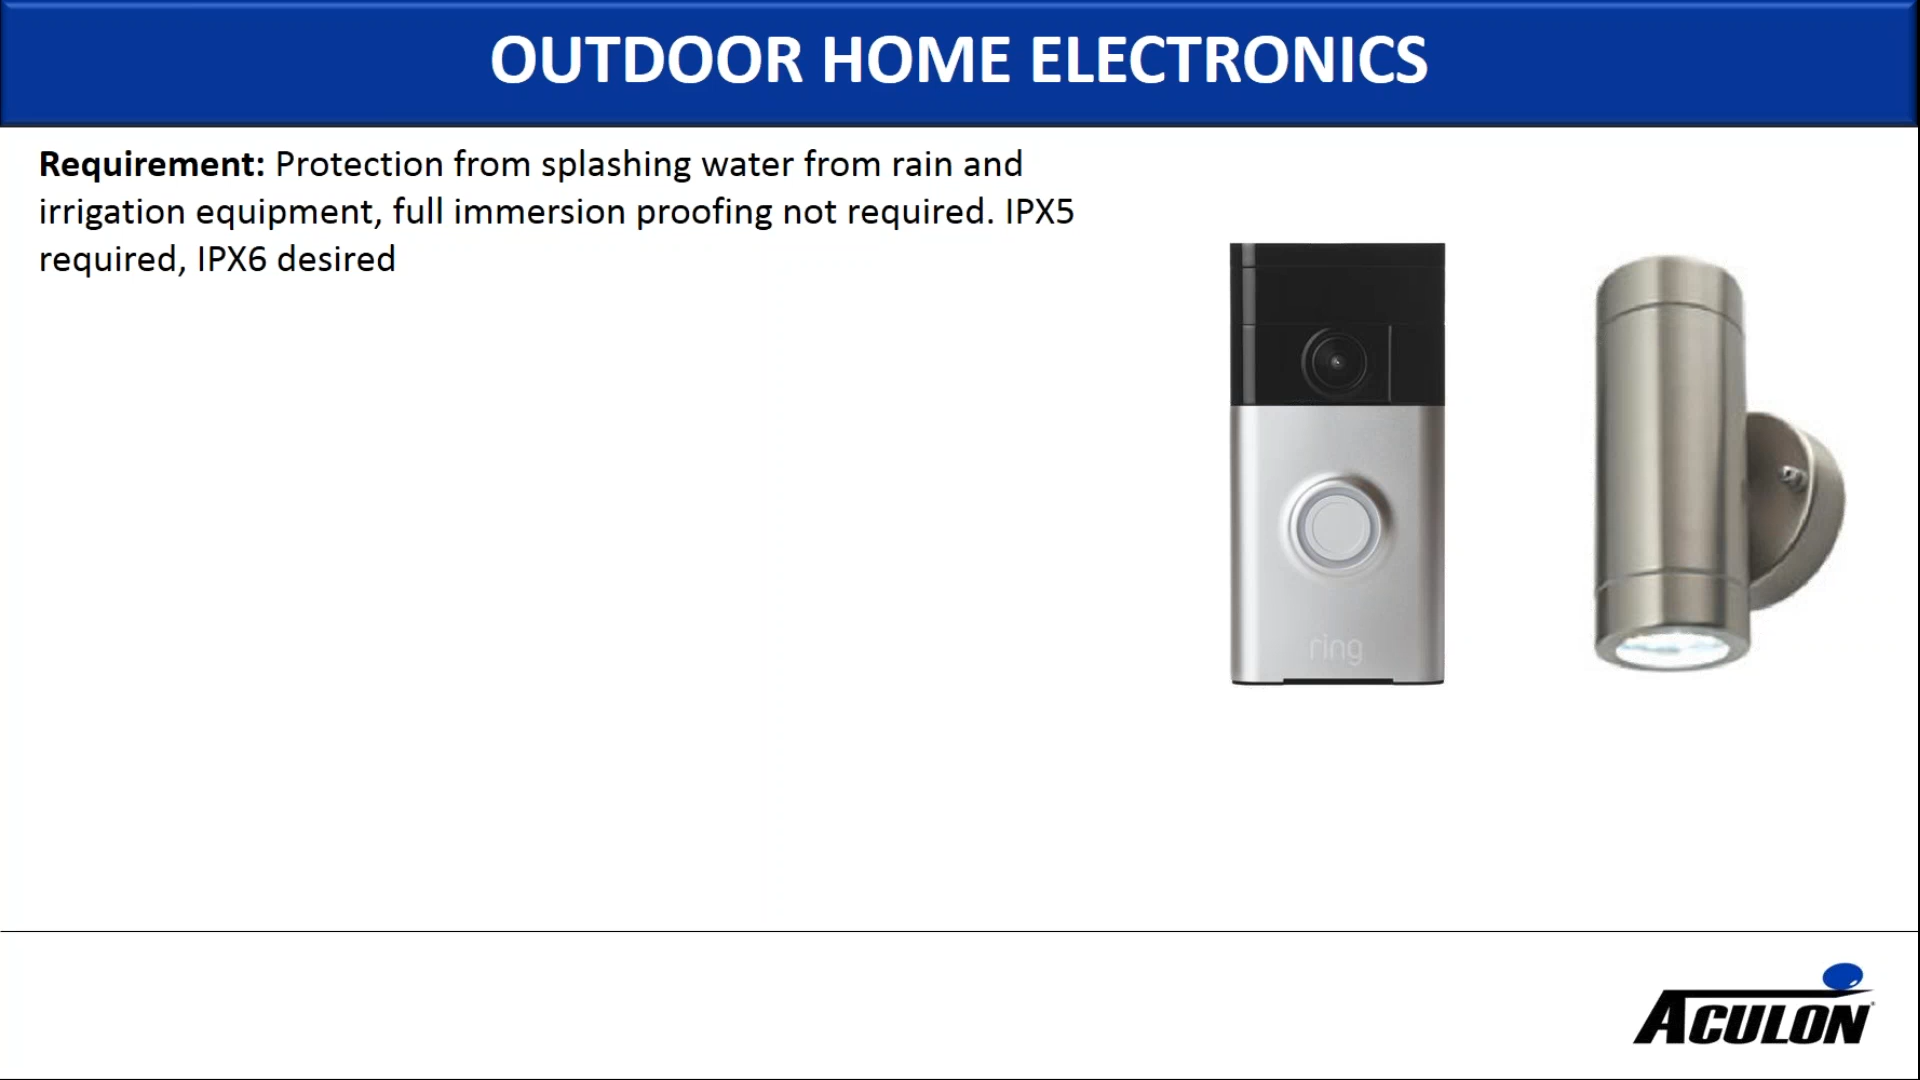 OUTDOOR HOME ELECTRONICS
Requirement: Protection from splashing water from rain and
irrigation equipment, full immersion proofing not required. IPX5
required, IPX6 desired
ring
ACULON